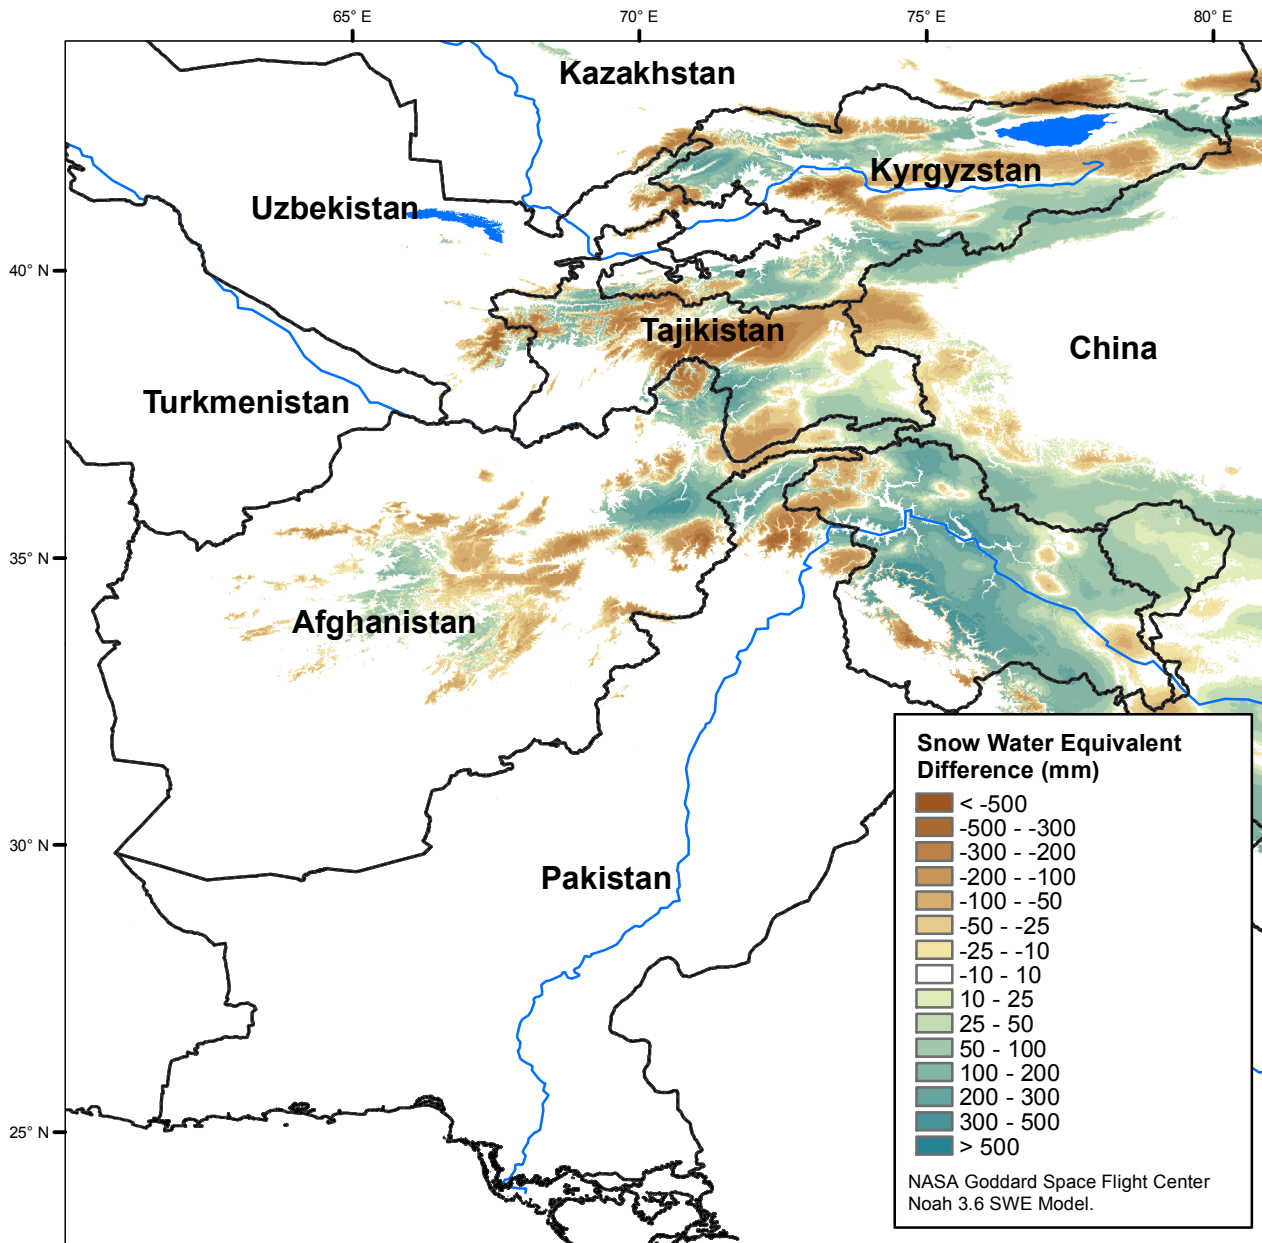 65° E
70° E
75° E
80° E
Kazakhstan
Kyrgyzstan
Uzbekistan
40° N
Tajikistan
China
Turkmenistan
35° N
Afghanistan
30° N
Pakistan
25° N
Snow Water Equivalent
Difference (mm)
< -500
-500 - -300
-300 - -200
-200 - -100
-100 - -50
-50 - -25
-25 - -10
-10 - 10
10 - 25
25 - 50
50 - 100
100 - 200
200 - 300
300 - 500
> 500
NASA Goddard Space Flight Center
Noah 3.6 SWE Model.